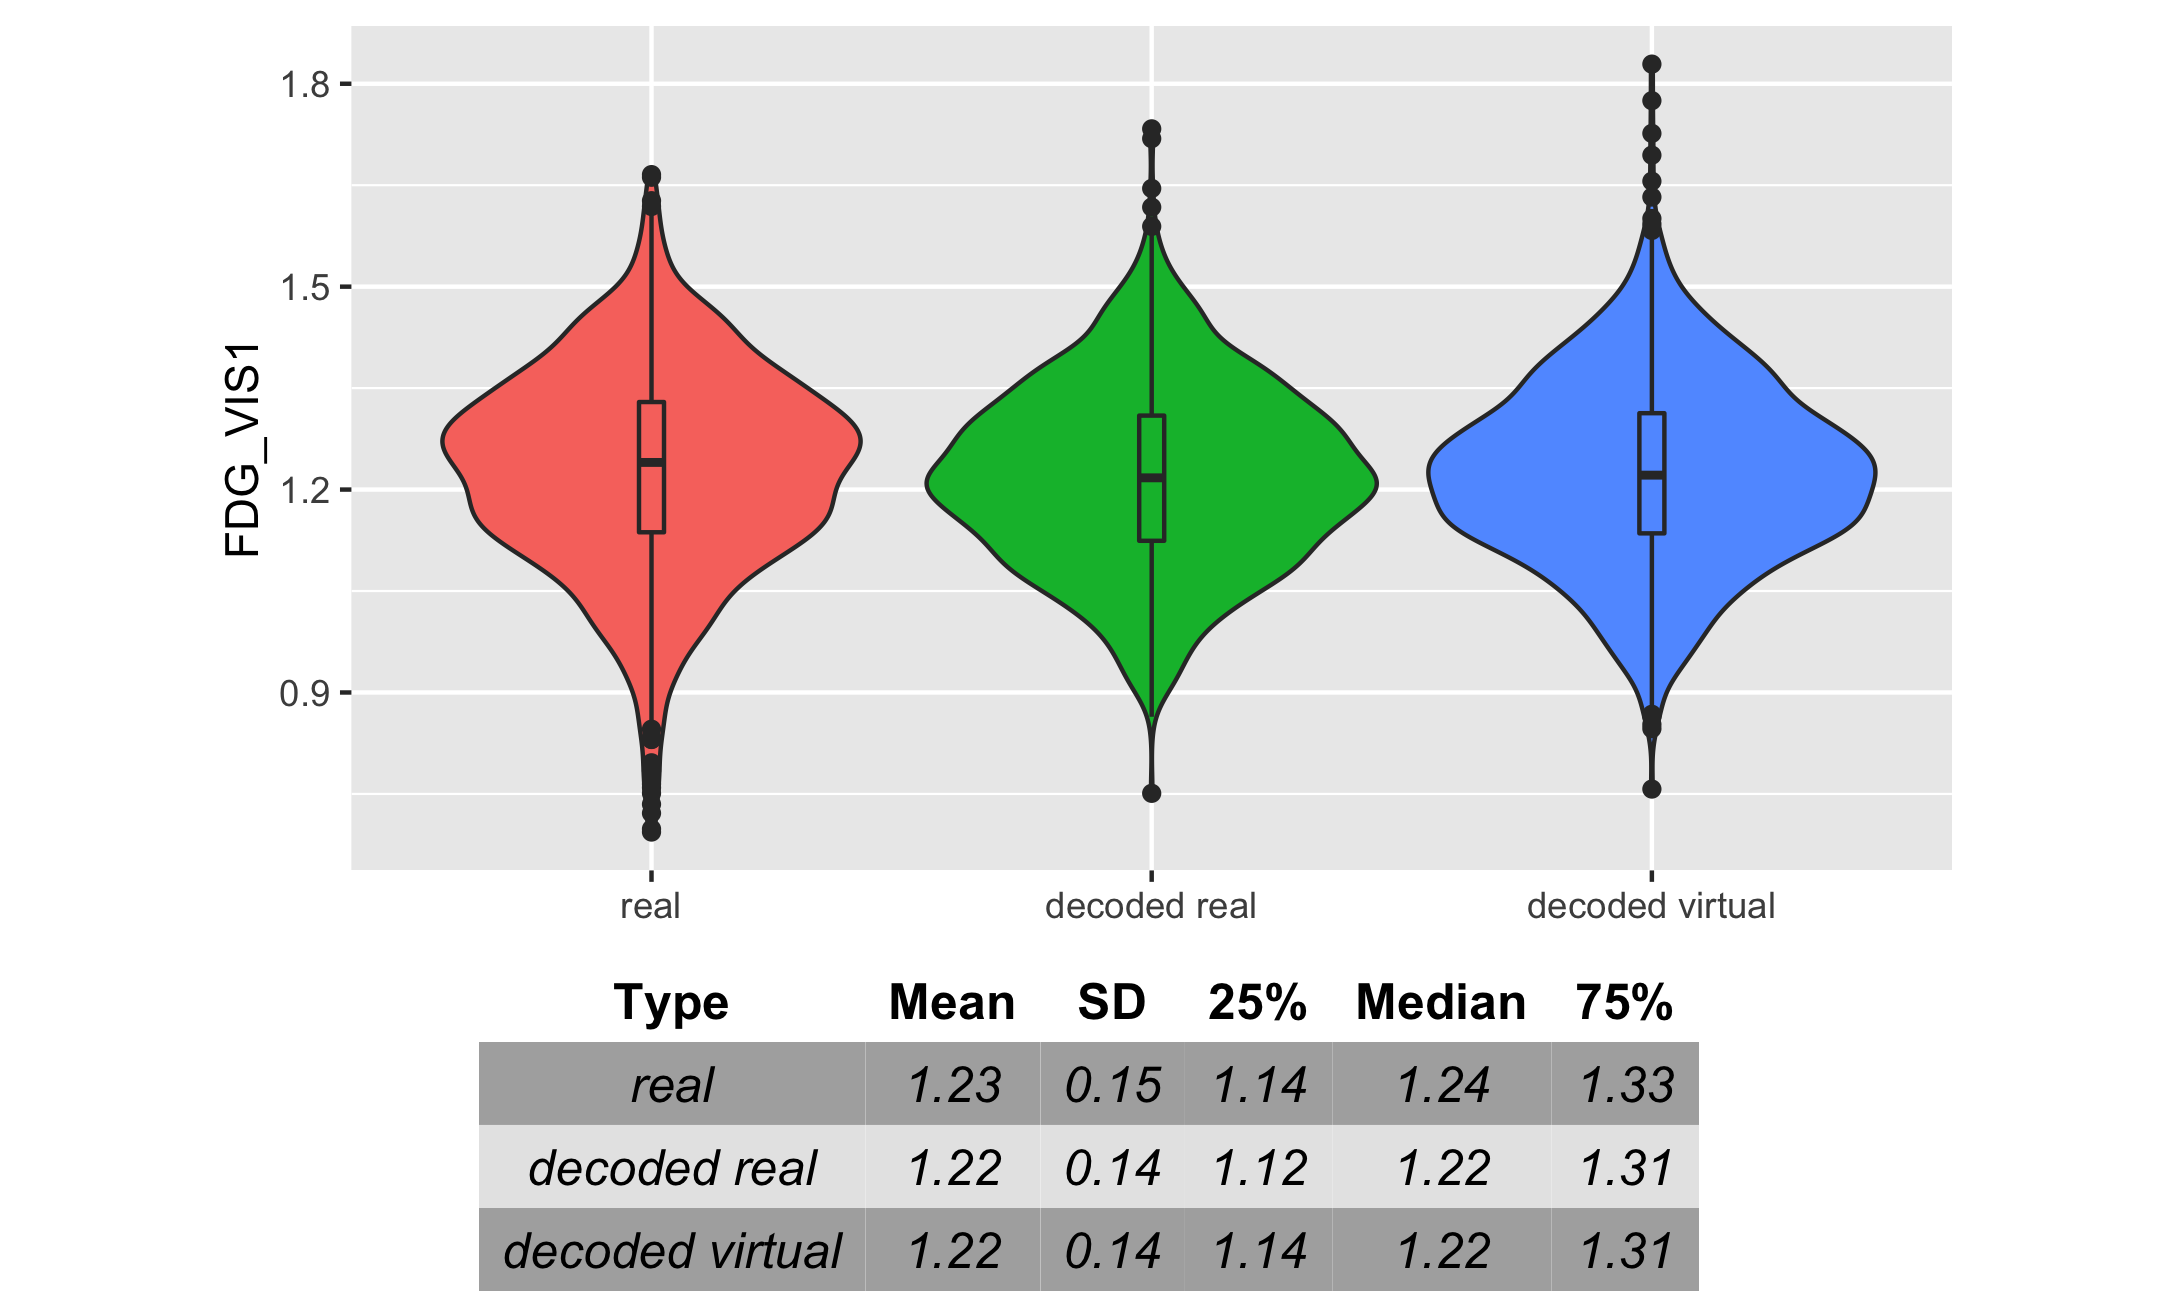 1.8
1.5
1.2
0.9
FDG_VIS1
real decoded real decoded virtual
Type Mean SD 25% Median 75%
real 1.23 0.15 1.14 1.24 1.33
decoded real 1.22 0.14 1.12 1.22 1.31
decoded virtual 1.22 0.14 1.14 1.22 1.31